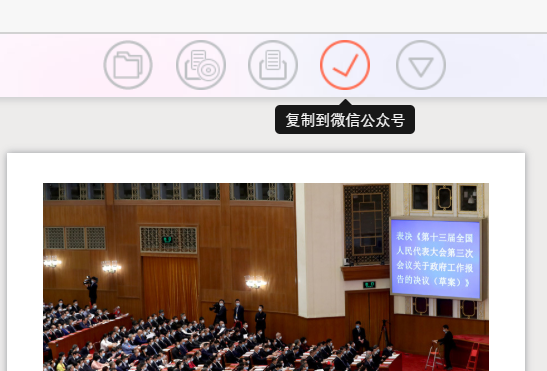 复制到微信公众号
表决《第十三届全国
人民代表大会第三次
会议关于政府工作报
告的决议（草案）》